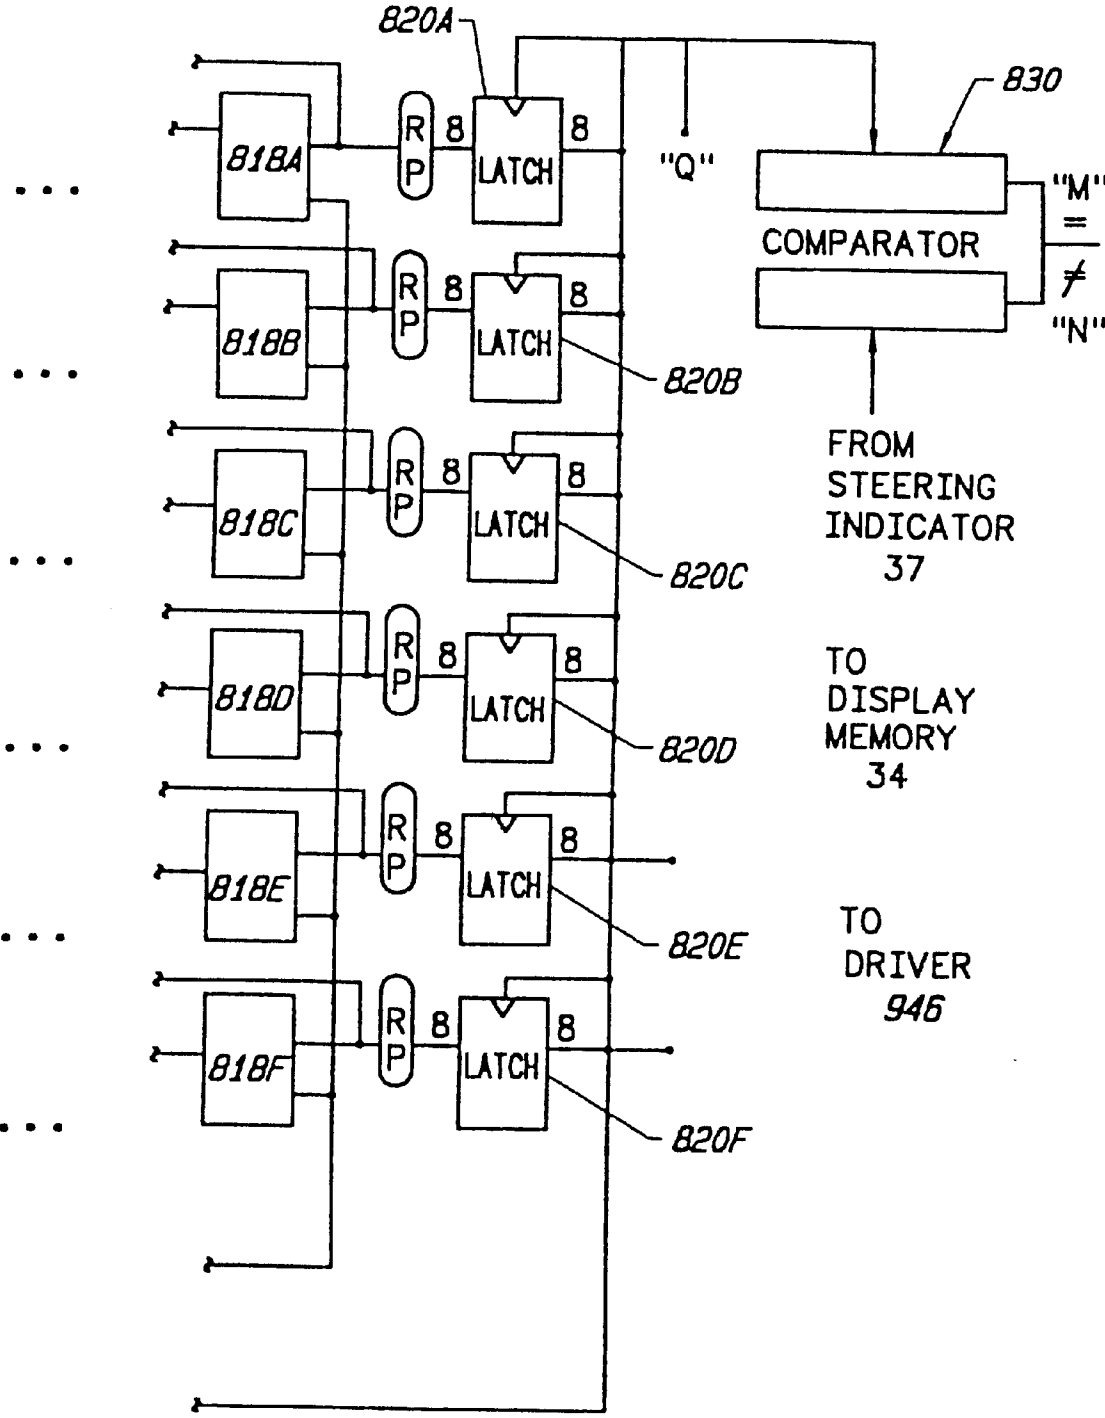 820A
830
R
P
8
8
LATCH
818A
"Q"
"M"
=
COMPARATOR
≠
"N"
R
P
8
8
LATCH
818B
820B
FROM
STEERING
INDICATOR
37
R
P
8
8
LATCH
818C
820C
R
P
8
8
LATCH
818D
820D
TO
DISPLAY
MEMORY
34
R
P
8
8
LATCH
818E
820E
TO
DRIVER
946
R
P
8
8
LATCH
818F
820F